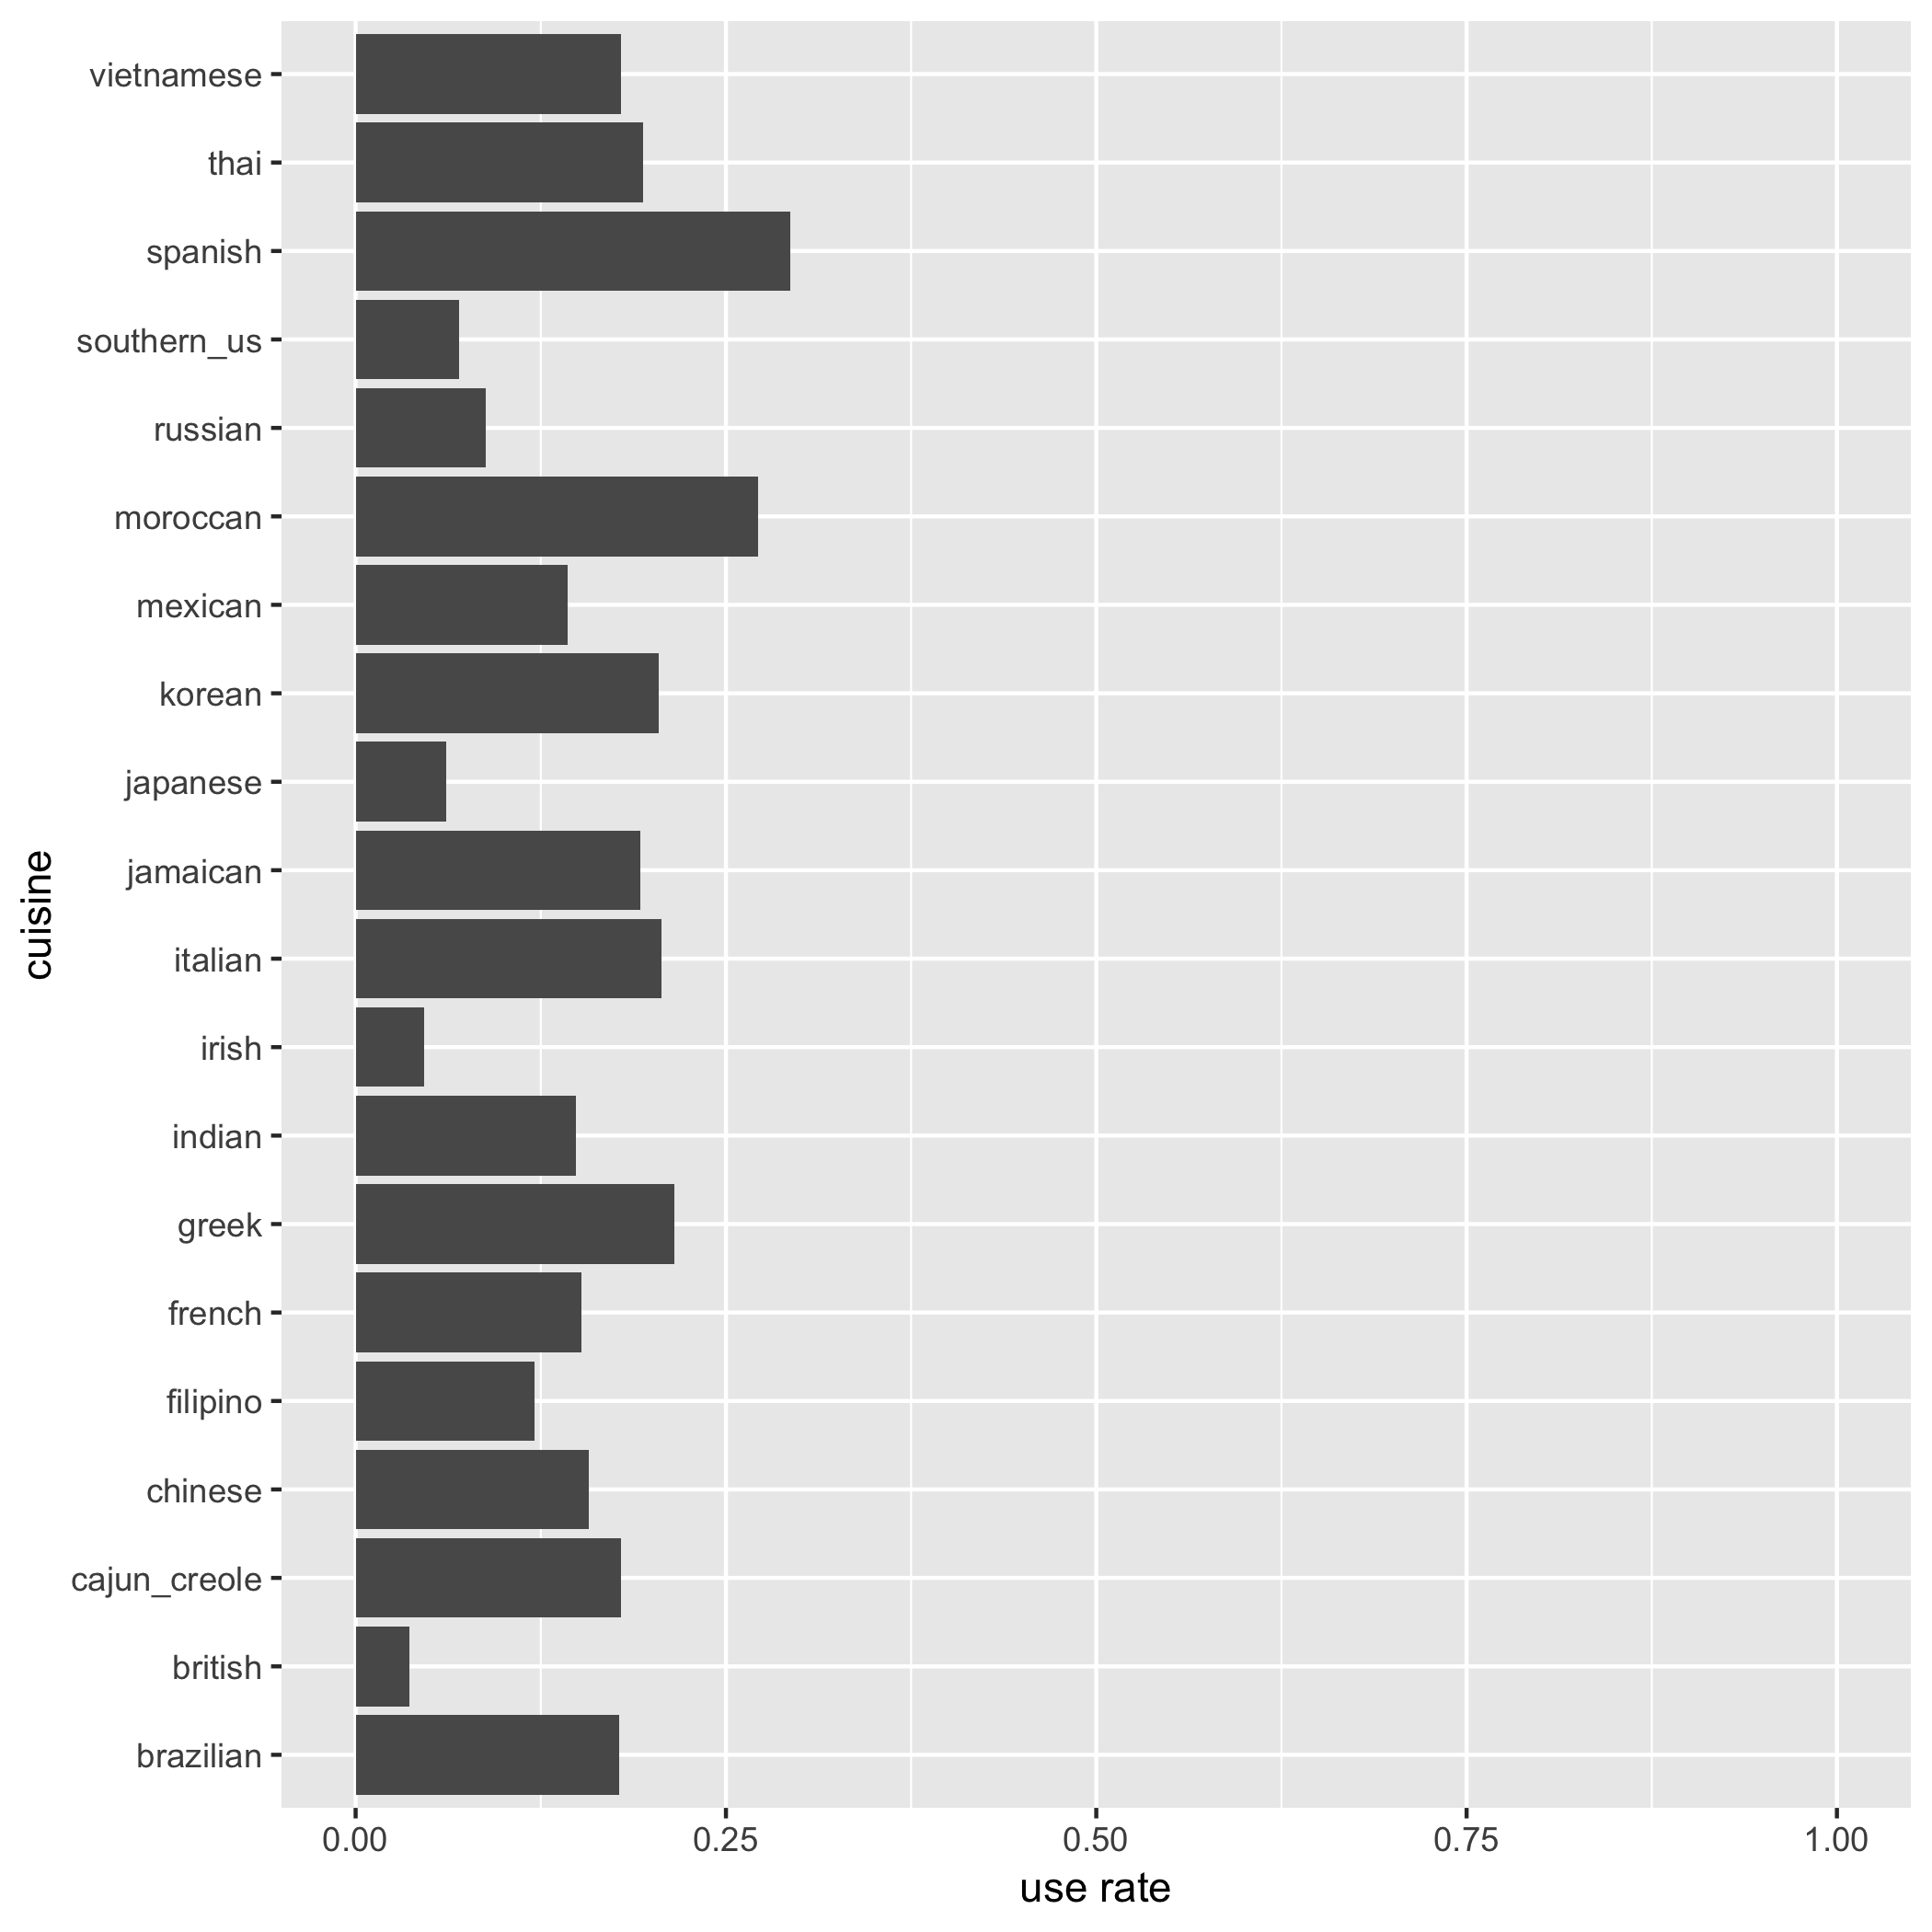 vietnamese
thai
spanish
southern_us
russian
moroccan
mexican
korean
japanese
jamaican
italian
irish
indian
greek
french
filipino
chinese
cajun_creole
british
brazilian
cuisine
0.00 0.25 0.50 0.75 1.00
use rate